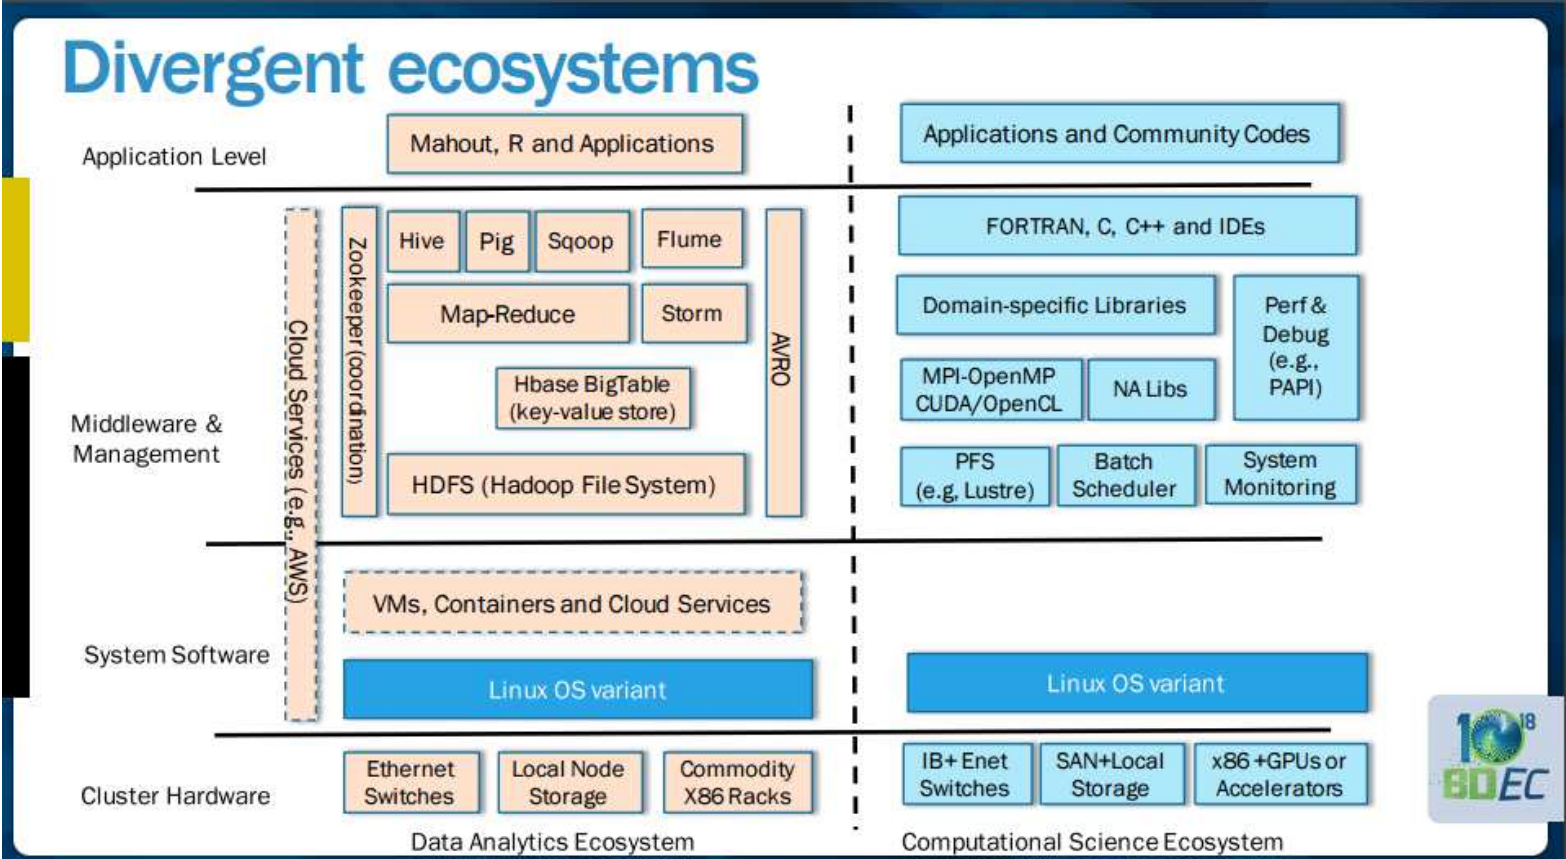 Divergent ecosystems
Application Level
Mahout, R and Applications
Applications and Community Codes
Middleware &
Management
Cloud Services (e.g., AWS)
Zookeeper (coordination)
Hive
Pig
Sqoop
Flume
Map-Reduce
Storm
Hbase BigTable
(key-value store)
HDFS (Hadoop File System)
AVRO
FORTRAN, C, C++ and IDEs
Domain-specific Libraries
Perf &
Debug
(e.g.,
PAPI)
MPI-OpenMP
CUDA/OpenCL
NA Libs
PFS
(e.g, Lustre)
Batch
Scheduler
System
Monitoring
System Software
VMs, Containers and Cloud Services
Linux OS variant
Linux OS variant
Cluster Hardware
Ethernet
Switches
Local Node
Storage
Commodity
X86 Racks
IB+ Enet
Switches
SAN+Local
Storage
x86 +GPUs or
Accelerators
Data Analytics Ecosystem
Computational Science Ecosystem
10 18
BDEC